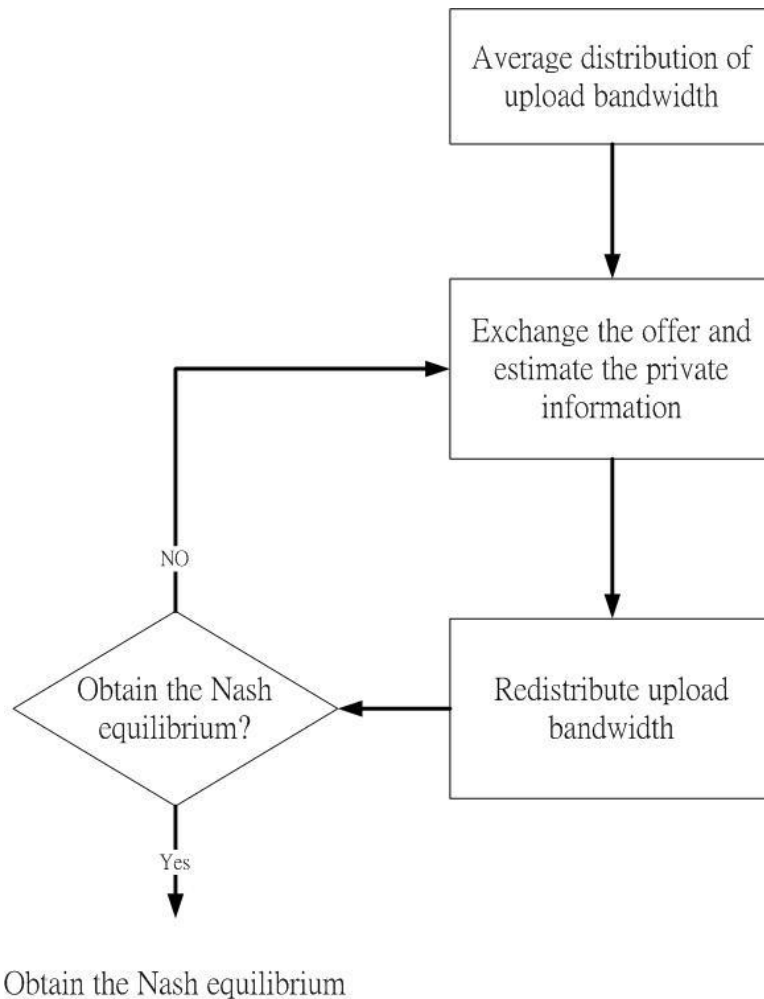 Average distribution of
upload bandwidth
Exchange the offer and
estimate the private
information
NO
Obtain the Nash
equilibrium?
Redistribute upload
bandwidth
Yes
Obtain the Nash equilibrium